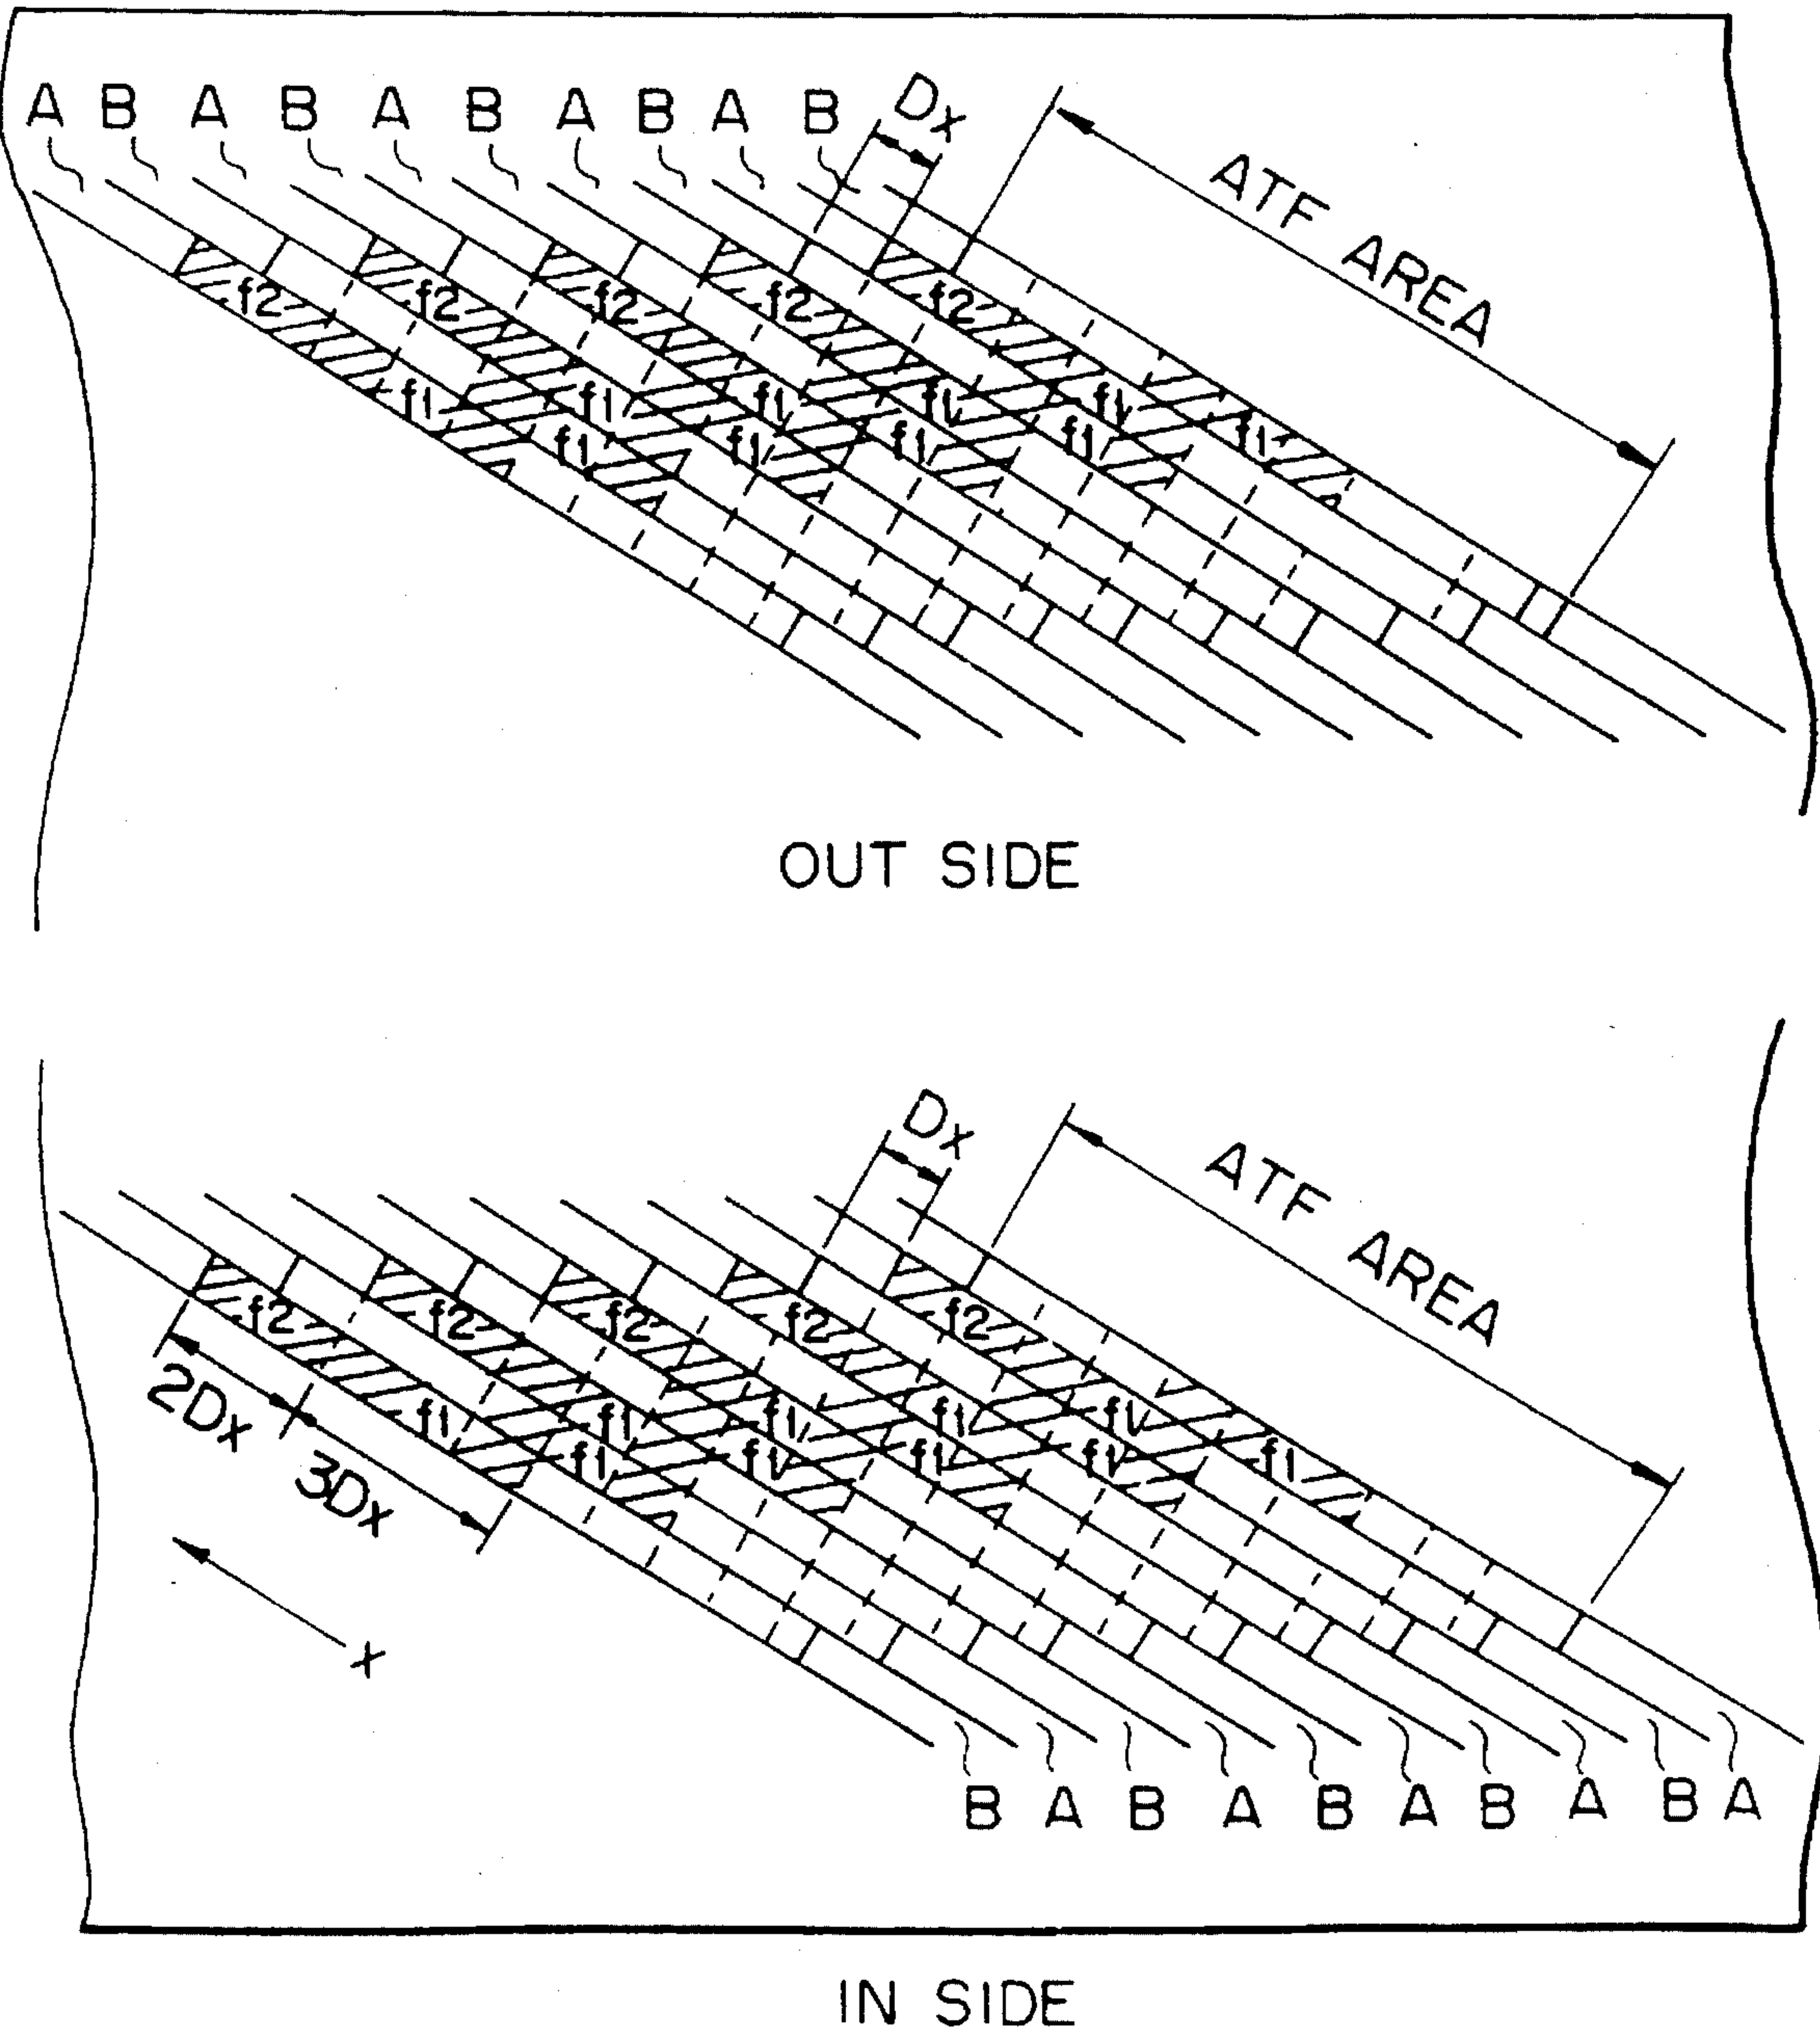 A B A B A B A B A B
Dx
ATF AREA
f2 f2 f2 f2 f2
f1 f1 f1 f1 f1 f1
f1 f1 f1 f1
OUT SIDE
Dx
ATF AREA
f2 f2 f2 f2 f2
f1 f1 f1 f1 f1 f1
f1 f1 f1 f1
2Dx
3Dx
x
B A B A B A B A B A
IN SIDE